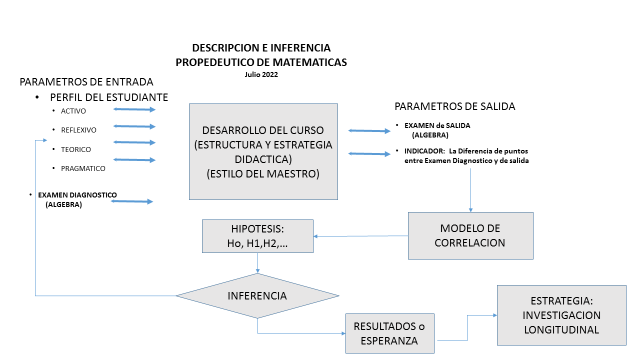 DESCRIPCION E INFERENCIA
PROPEDEUTICO DE MATEMATICAS
Julio 2022
PARAMETROS DE ENTRADA
• PERFIL DEL ESTUDIANTE
• ACTIVO
• REFLEXIVO
• TEORICO
• PRAGMATICO
• EXAMEN DIAGNOSTICO
(ALGEBRA)
DESARROLLO DEL CURSO
(ESTRUCTURA Y ESTRATEGIA
DIDACTICA)
(ESTILO DEL MAESTRO)
PARAMETROS DE SALIDA
• EXAMEN de SALIDA
(ALGEBRA)
• INDICADOR: La Diferencia de puntos
entre Examen Diagnostico y de salida
MODELO DE
CORRELACION
HIPOTESIS:
Ho, H1,H2,...
INFERENCIA
RESULTADOS o
ESPERANZA
ESTRATEGIA:
INVESTIGACION
LONGITUDINAL